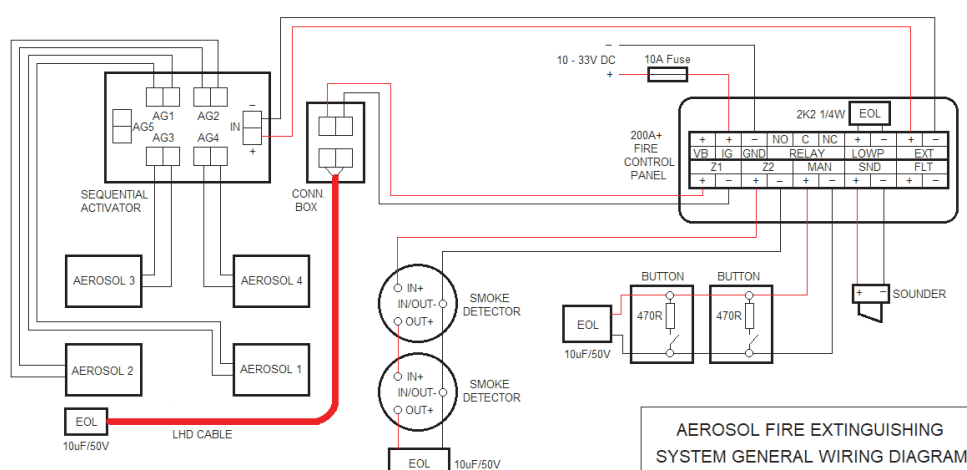 –
10 - 33V DC
10A Fuse
+
2K2 1/4W
EOL
AG1
AG2
–
AG5
IN
AG3
AG4
+
200A+
FIRE
CONTROL
PANEL
+ + – NO C NC + – + –
VB IG GND RELAY LOWP EXT
Z1 Z2 MAN SND FLT
+ – + – + – + – + –
SEQUENTIAL
ACTIVATOR
CONN.
BOX
AEROSOL 3
AEROSOL 4
IN+
IN/OUT-
OUT+
SMOKE
DETECTOR
BUTTON
BUTTON
470R
470R
EOL
10uF/50V
+ –
SOUNDER
AEROSOL 2
AEROSOL 1
IN+
IN/OUT-
OUT+
SMOKE
DETECTOR
EOL
10uF/50V
LHD CABLE
EOL
10uF/50V
AEROSOL FIRE EXTINGUISHING
SYSTEM GENERAL WIRING DIAGRAM